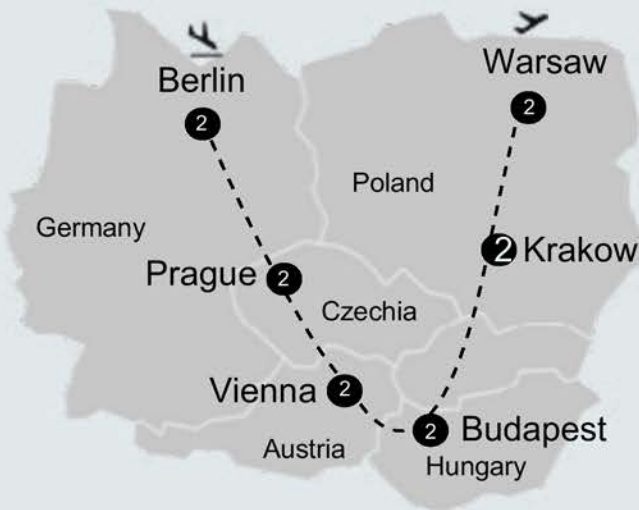 Berlin
2
Warsaw
2
Poland
Germany
2 Krakow
Prague 2
Czechia
Vienna 2
2 Budapest
Austria
Hungary